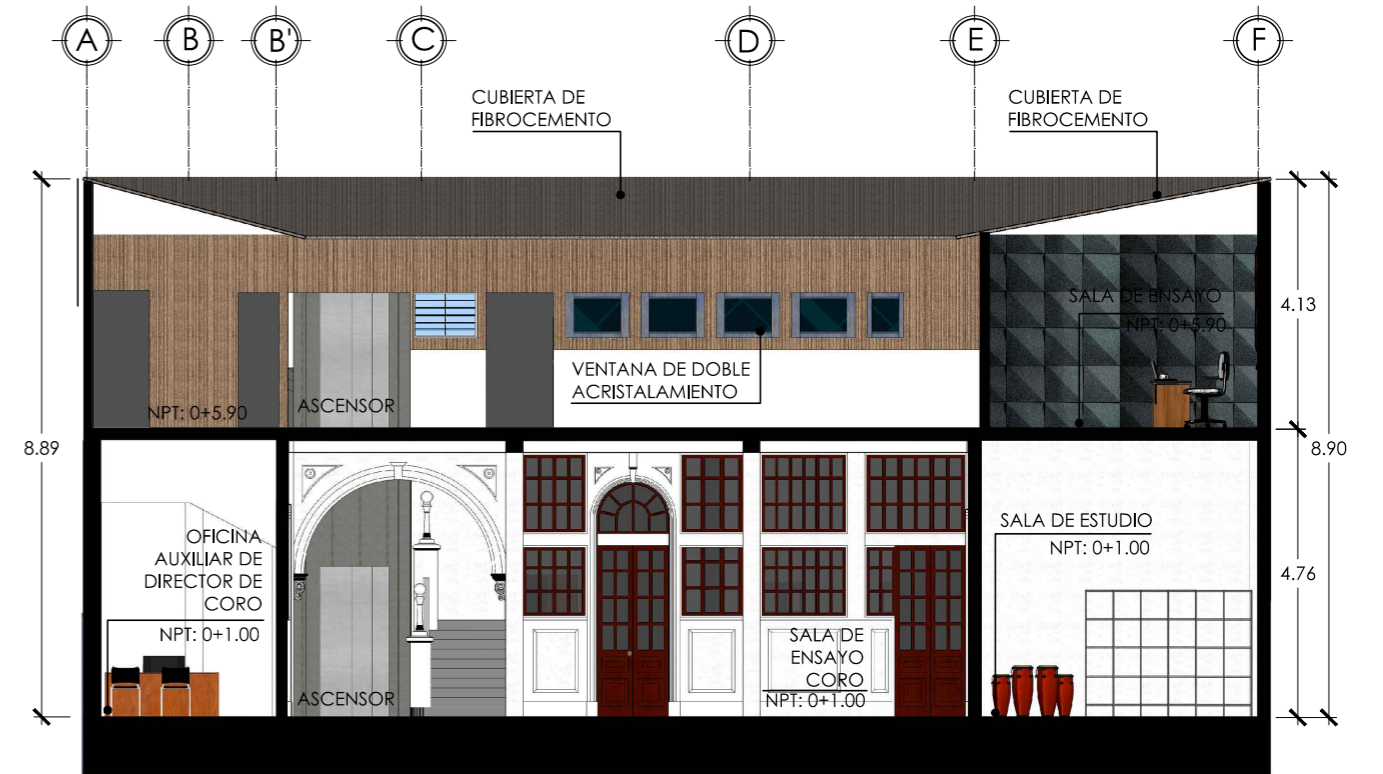 A
B
B'
C
D
E
F
CUBIERTA DE
FIBROCEMENTO
CUBIERTA DE
FIBROCEMENTO
SALA DE ENSAYO
NPT: 0+5.90
4.13
VENTANA DE DOBLE
ACRISTALAMIENTO
NPT: 0+5.90
ASCENSOR
8.89
8.90
OFICINA
AUXILIAR DE
DIRECTOR DE
CORO
NPT: 0+1.00
SALA DE ESTUDIO
NPT: 0+1.00
4.76
SALA DE
ENSAYO
CORO
NPT: 0+1.00
ASCENSOR